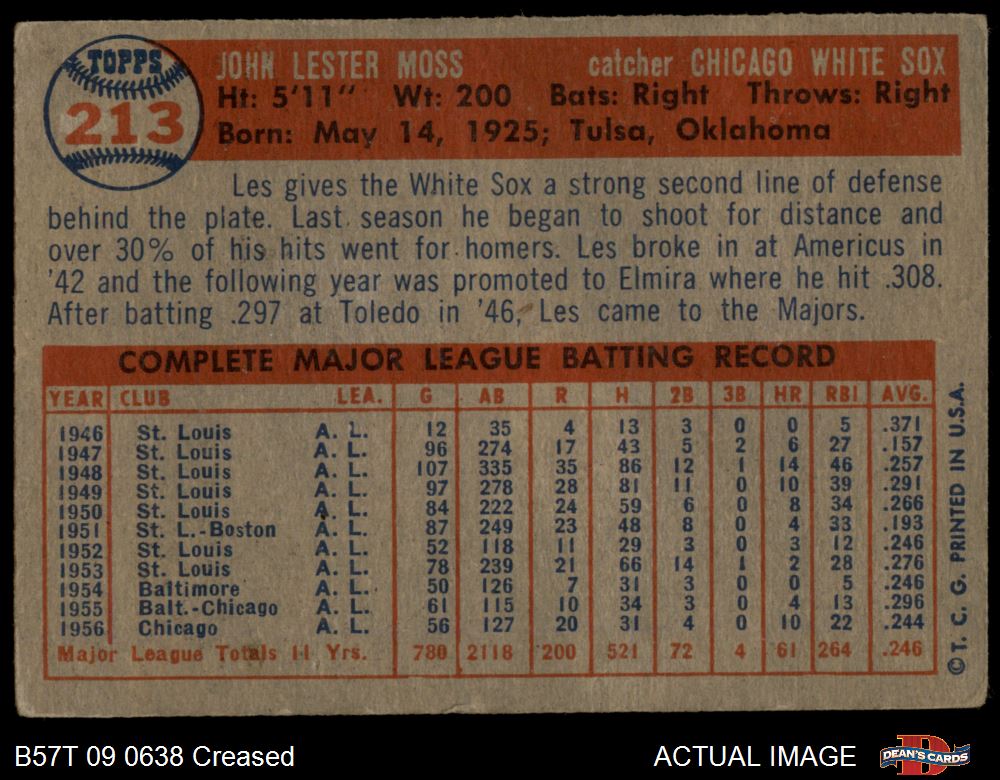 TOPPS
213
JOHN LESTER MOSS catcher CHICAGO WHITE SOX
Ht: 5'11" Wt: 200 Bats: Right Throws: Right
Born: May 14, 1925; Tulsa, Oklahoma
Les gives the White Sox a strong second line of defense
behind the plate. Last season he began to shoot for distance and
over 30% of his hits went for homers. Les broke in at Americus in
'42 and the following year was promoted to Elmira where he hit .308.
After batting .297 at Toledo in '46, Les came to the Majors.
COMPLETE MAJOR LEAGUE BATTING RECORD
YEAR CLUB LEA. G AB R H 2B 3B HR RBI AVG.
1946 St. Louis A. L. 12 35 4 13 3 0 0 5 .371
1947 St. Louis A. L. 96 274 17 43 5 2 6 27 .157
1948 St. Louis A. L. 107 335 35 86 12 1 14 46 .257
1949 St. Louis A. L. 97 278 28 81 11 0 10 39 .291
1950 St. Louis A. L. 84 222 24 59 6 0 8 34 .266
1951 St. L.-Boston A. L. 87 249 23 48 8 0 4 33 .193
1952 St. Louis A. L. 52 118 11 29 3 0 3 12 .246
1953 St. Louis A. L. 78 239 21 66 14 1 2 28 .276
1954 Baltimore A. L. 50 126 7 31 3 0 0 5 .246
1955 Balt.-Chicago A. L. 61 115 10 34 3 0 4 13 .296
1956 Chicago A. L. 56 127 20 31 4 0 10 22 .244
Major League Totals 11 Yrs. 780 2118 200 521 72 4 61 264 .246
© T. C. G. PRINTED IN U.S.A.
B57T 09 0638 Creased ACTUAL IMAGE
D
DEAN'S CARDS